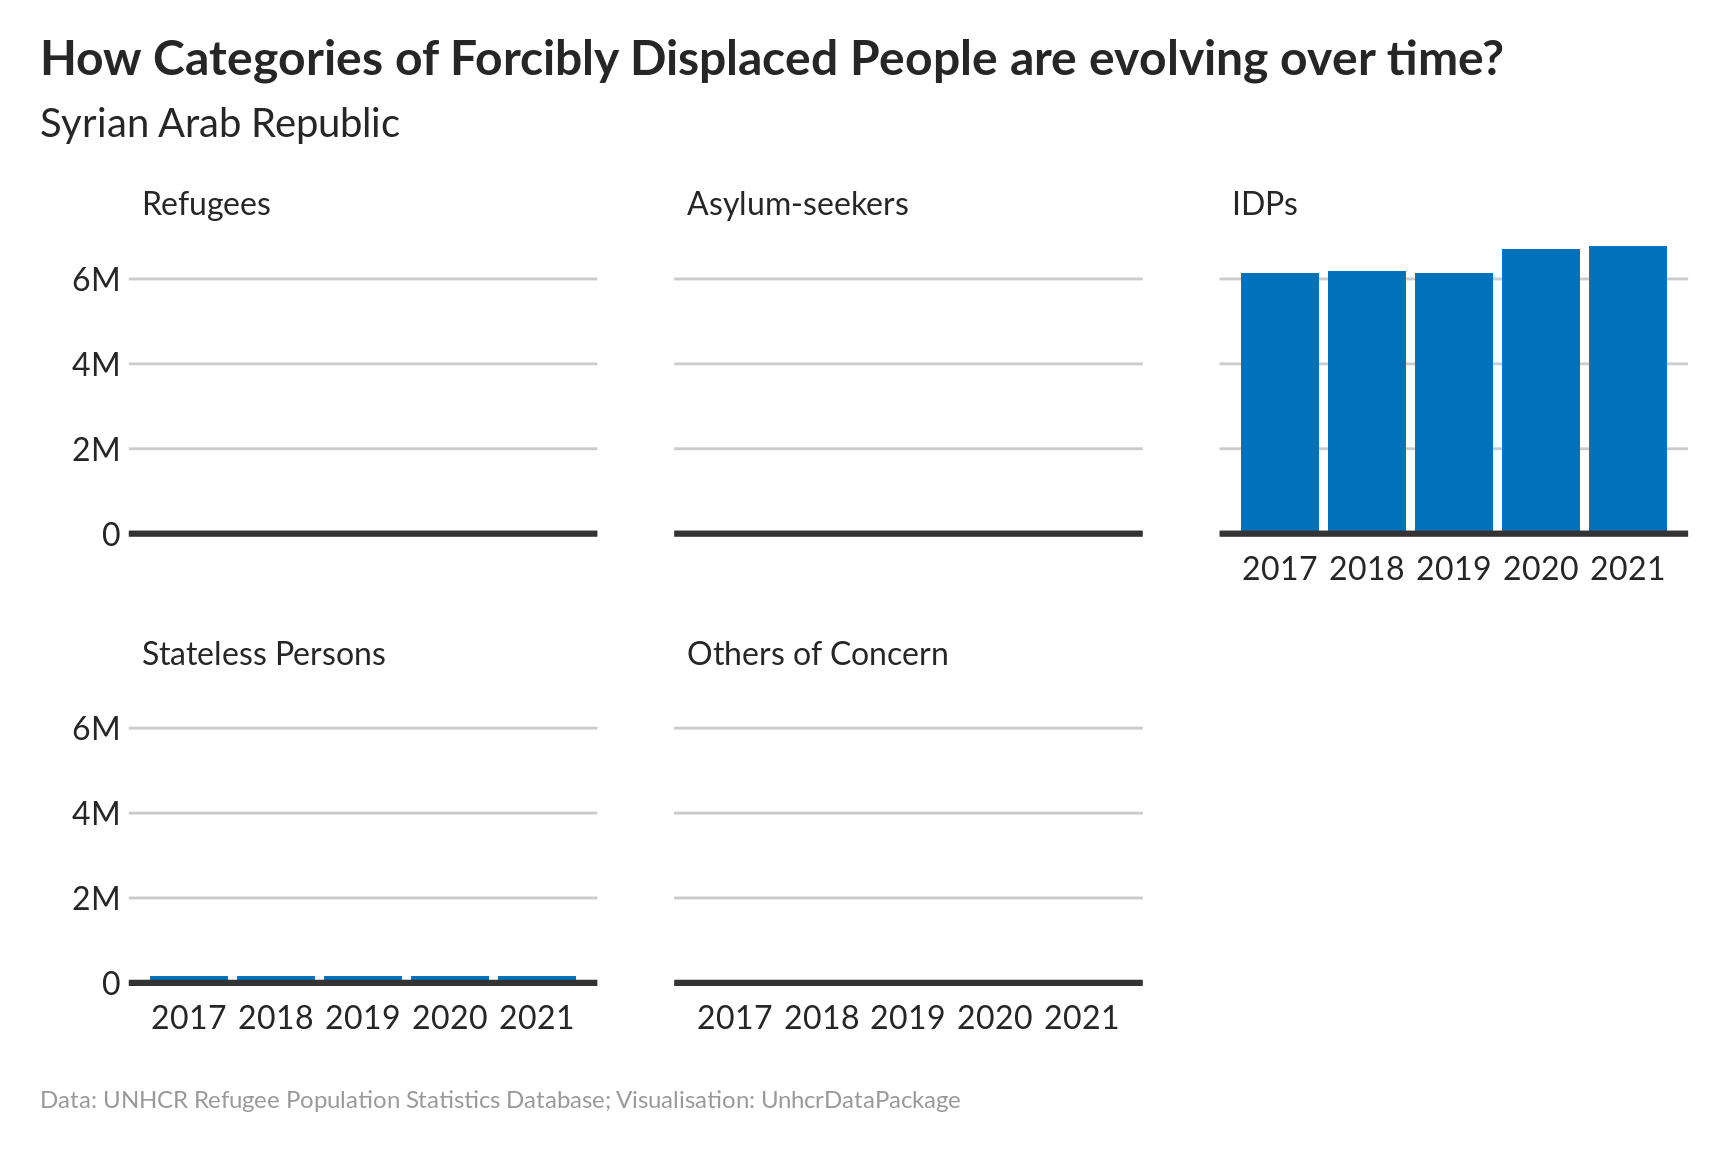 How Categories of Forcibly Displaced People are evolving over time?
Syrian Arab Republic
Refugees
Asylum-seekers
IDPs
6M
4M
2M
0
2017 2018 2019 2020 2021
Stateless Persons
Others of Concern
6M
4M
2M
0
2017 2018 2019 2020 2021
2017 2018 2019 2020 2021
Data: UNHCR Refugee Population Statistics Database; Visualisation: UnhcrDataPackage